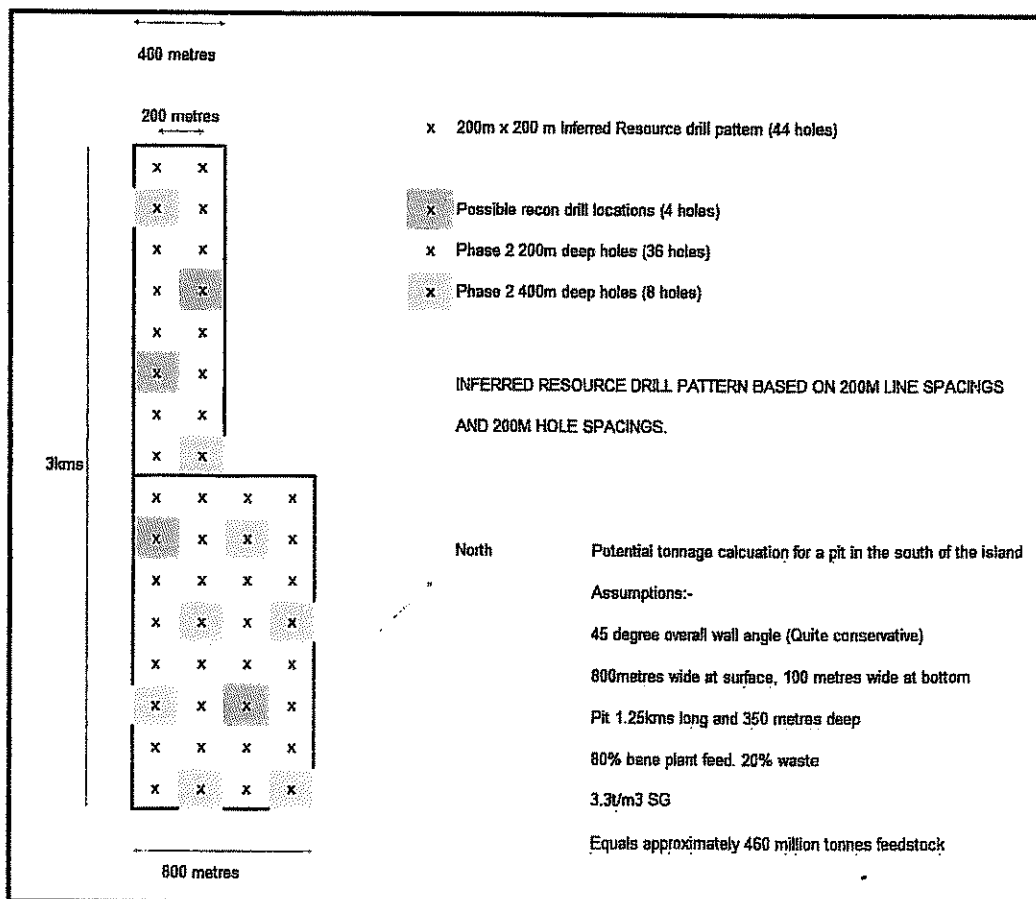 400 metres
200 metres
x 200m x 200 m Inferred Resource drill pattern (44 holes)
x x
x x
x Possible recon drill locations (4 holes)
x x
x Phase 2 200m deep holes (36 holes)
x x
x Phase 2 400m deep holes (8 holes)
x x
x x
INFERRED RESOURCE DRILL PATTERN BASED ON 200M LINE SPACINGS
AND 200M HOLE SPACINGS.
x x
x x
3kms
x x x x
x x x x
x x x x
x x x x
x x x x
x x x x
x x x x
x x x x
800 metres
North
Potential tonnage calcuation for a pit in the south of the island
Assumptions:-
45 degree overall wall angle (Quite conservative)
800metres wide at surface, 100 metres wide at bottom
Pit 1.25kms long and 350 metres deep
80% bene plant feed. 20% waste
3.3t/m3 SG
Equals approximately 460 million tonnes feedstock